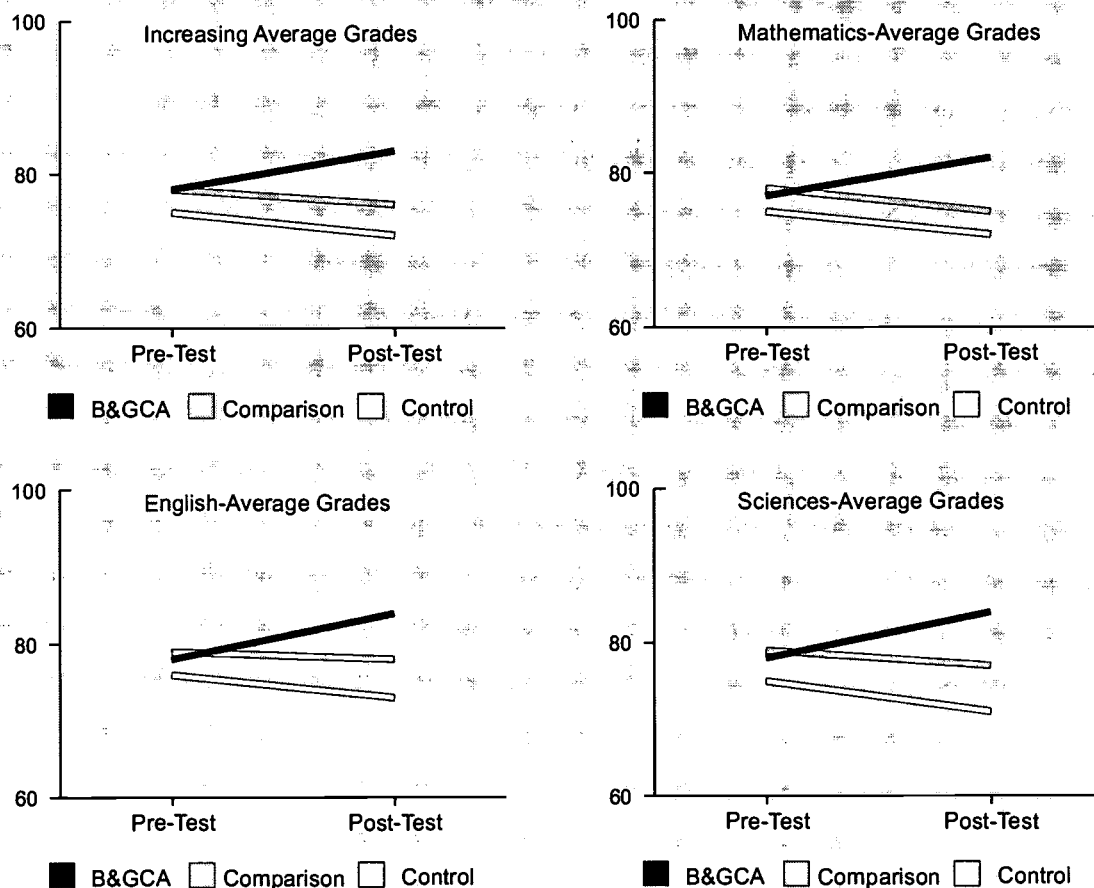 Increasing Average Grades
100
80
60
Pre-Test Post-Test
B&GCA Comparison Control
Mathematics-Average Grades
100
80
60
Pre-Test Post-Test
B&GCA Comparison Control
English-Average Grades
100
80
60
Pre-Test Post-Test
B&GCA Comparison Control
Sciences-Average Grades
100
80
60
Pre-Test Post-Test
B&GCA Comparison Control